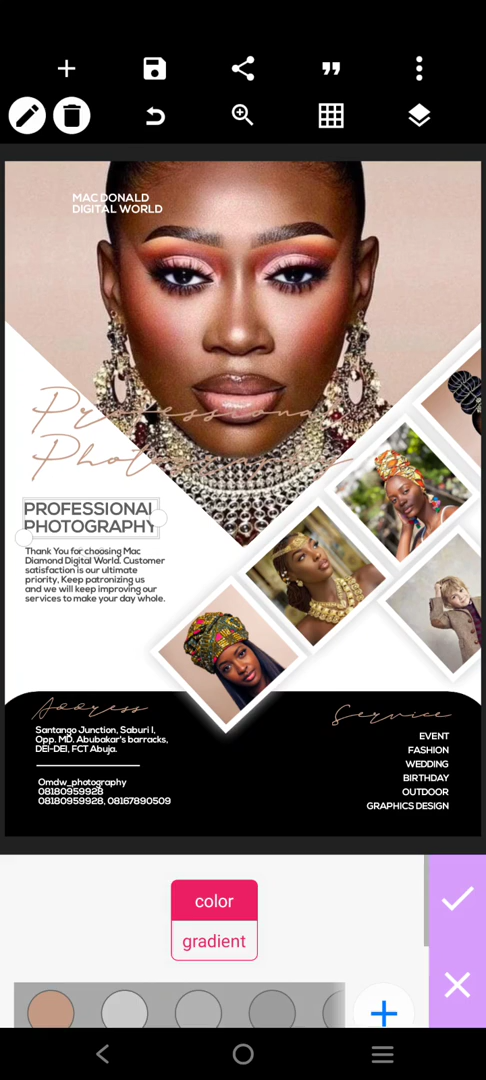 MAC DONALD
DIGITAL WORLD
Professiona
Photography
PROFESSIONAL
PHOTOGRAPHY
Thank You for choosing Mac
Diamond Digital World. Customer
satisfaction is our ultimate
priority, Keep patronizing us
and we will keep improving our
services to make your day whole.
Address
Santango Junction, Saburi I,
Opp. MD. Abubakar's barracks,
DEI-DEI, FCT Abuja.
Omdw_photography
08180959928
08180959928, 08167890509
Service
EVENT
FASHION
WEDDING
BIRTHDAY
OUTDOOR
GRAPHICS DESIGN
color
gradient